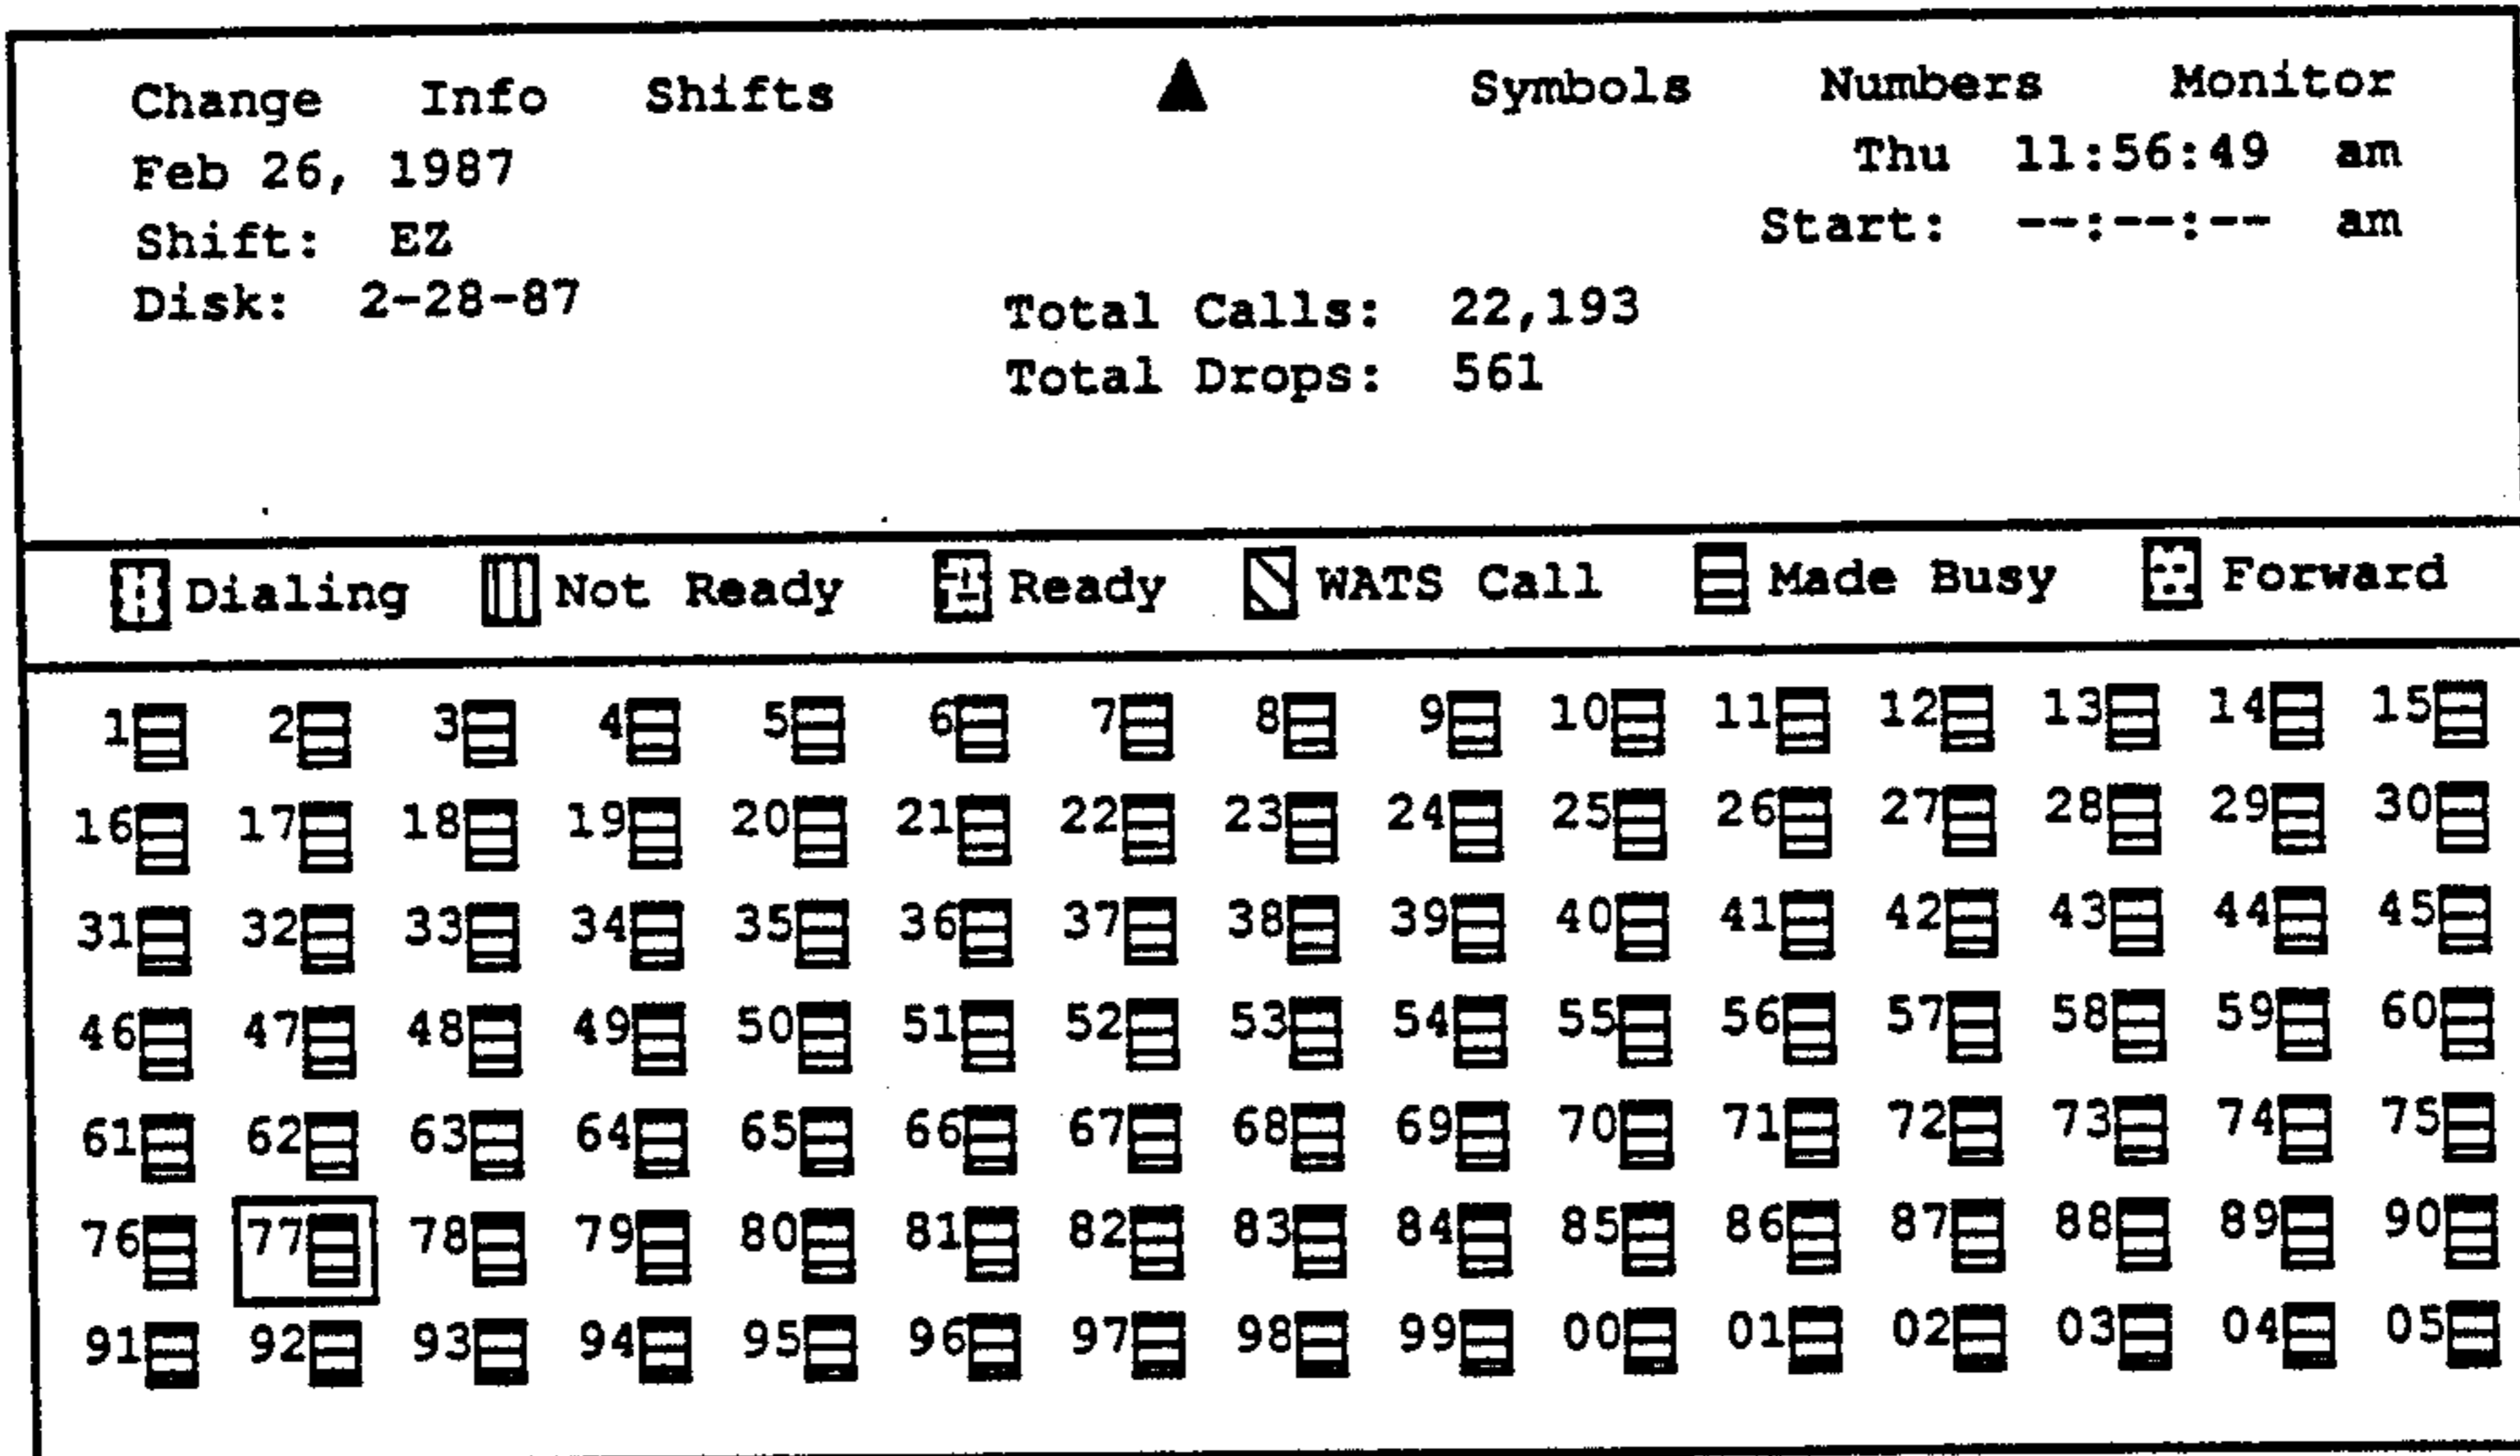 Change Info Shifts Symbols Numbers Monitor
Feb 26, 1987 Thu 11:56:49 am
Shift: EZ Start: --:--:-- am
Disk: 2-28-87 Total Calls: 22,193
Total Drops: 561
Dialing Not Ready Ready WATS Call Made Busy Forward
1 2 3 4 5 6 7 8 9 10 11 12 13 14 15
16 17 18 19 20 21 22 23 24 25 26 27 28 29 30
31 32 33 34 35 36 37 38 39 40 41 42 43 44 45
46 47 48 49 50 51 52 53 54 55 56 57 58 59 60
61 62 63 64 65 66 67 68 69 70 71 72 73 74 75
76 77 78 79 80 81 82 83 84 85 86 87 88 89 90
91 92 93 94 95 96 97 98 99 00 01 02 03 04 05